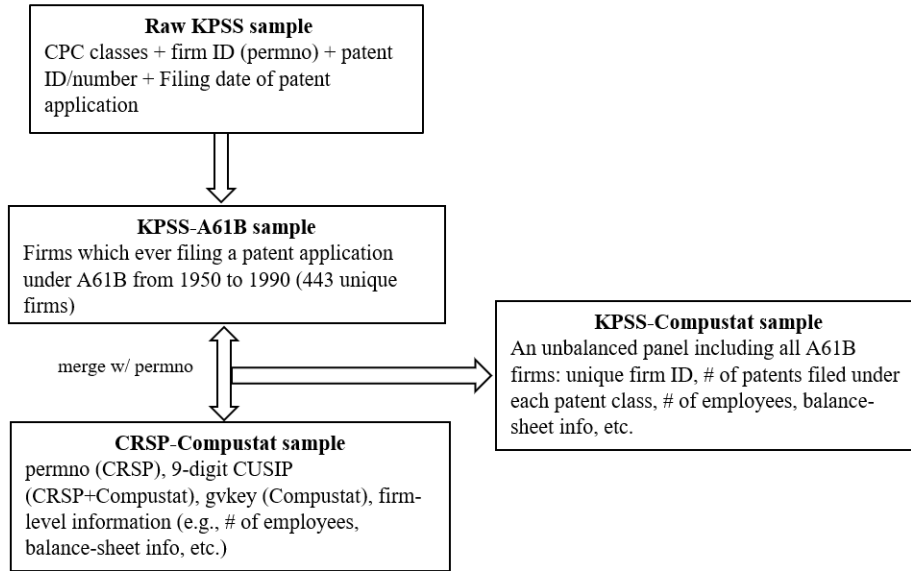 Raw KPSS sample
CPC classes + firm ID (permno) + patent
ID/number + Filing date of patent
application
KPSS-A61B sample
Firms which ever filing a patent application
under A61B from 1950 to 1990 (443 unique
firms)
merge w/ permno
KPSS-Compustat sample
An unbalanced panel including all A61B
firms: unique firm ID, # of patents filed under
each patent class, # of employees, balance-
sheet info, etc.
CRSP-Compustat sample
permno (CRSP), 9-digit CUSIP
(CRSP+Compustat), gvkey (Compustat), firm-
level information (e.g., # of employees,
balance-sheet info, etc.)